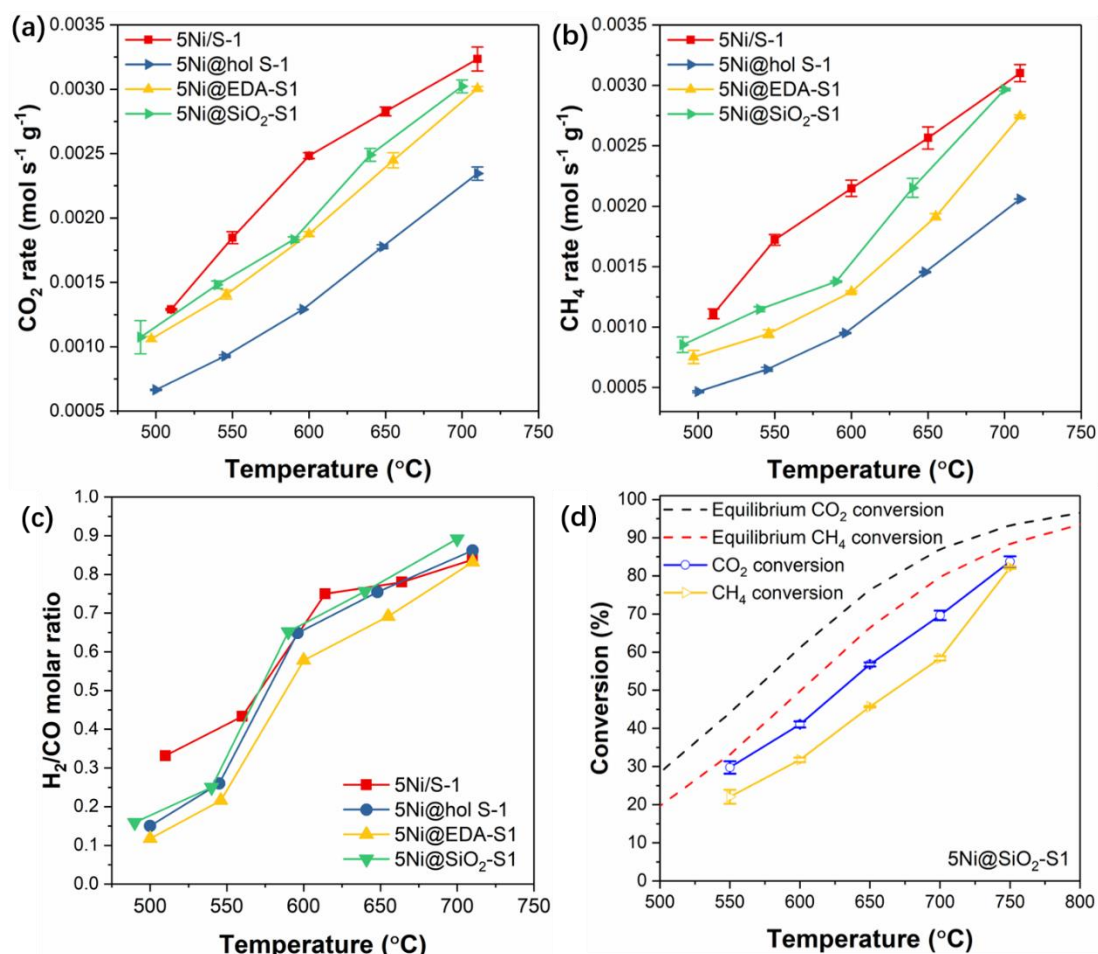 (a)
5Ni/S-1
5Ni@hol S-1
5Ni@EDA-S1
5Ni@SiO₂-S1
0.0035
0.0030
0.0025
0.0020
0.0015
0.0010
0.0005
CO₂ rate (mol s⁻¹ g⁻¹)
500 550 600 650 700 750
Temperature (°C)
(b)
5Ni/S-1
5Ni@hol S-1
5Ni@EDA-S1
5Ni@SiO₂-S1
0.0035
0.0030
0.0025
0.0020
0.0015
0.0010
0.0005
CH₄ rate (mol s⁻¹ g⁻¹)
500 550 600 650 700 750
Temperature (°C)
(c)
1.0
0.9
0.8
0.7
0.6
0.5
0.4
0.3
0.2
0.1
0.0
H₂/CO molar ratio
5Ni/S-1
5Ni@hol S-1
5Ni@EDA-S1
5Ni@SiO₂-S1
500 550 600 650 700 750
Temperature (°C)
(d)
100
90
80
70
60
50
40
30
20
10
0
Conversion (%)
Equilibrium CO₂ conversion
Equilibrium CH₄ conversion
CO₂ conversion
CH₄ conversion
5Ni@SiO₂-S1
500 550 600 650 700 750 800
Temperature (°C)